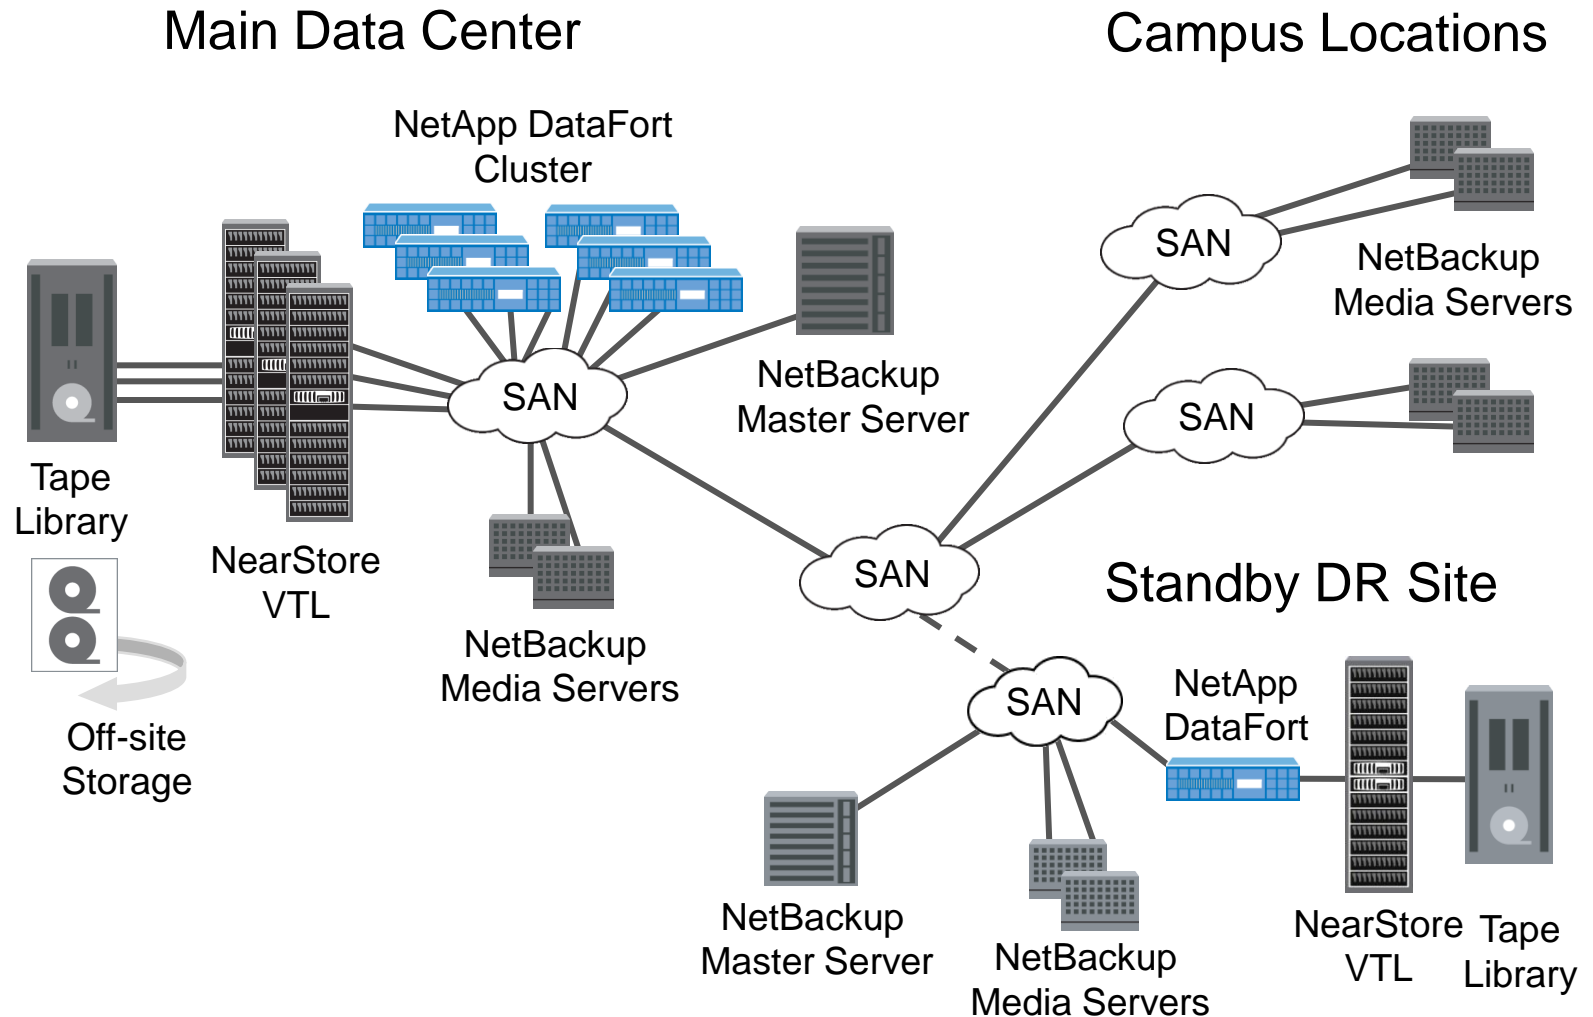 Main Data Center
Campus Locations
NetApp DataFort
Cluster
SAN
NetBackup
Media Servers
NetBackup
Master Server
SAN
SAN
Tape
Library
NearStore
VTL
NetBackup
Media Servers
SAN
Off-site
Storage
Standby DR Site
SAN
NetApp
DataFort
NetBackup
Master Server
NetBackup
Media Servers
NearStore
VTL
Tape
Library